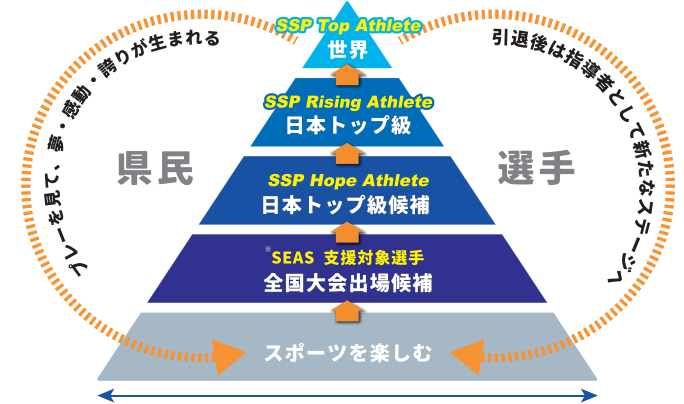 SSP Top Athlete
世界
SSP Rising Athlete
日本トップ級
SSP Hope Athlete
日本トップ級候補
※SEAS 支援対象選手
全国大会出場候補
スポーツを楽しむ
県民
選手
プレーを見て、夢・感動・誇りが生まれる
引退後は指導者として新たなステージへ